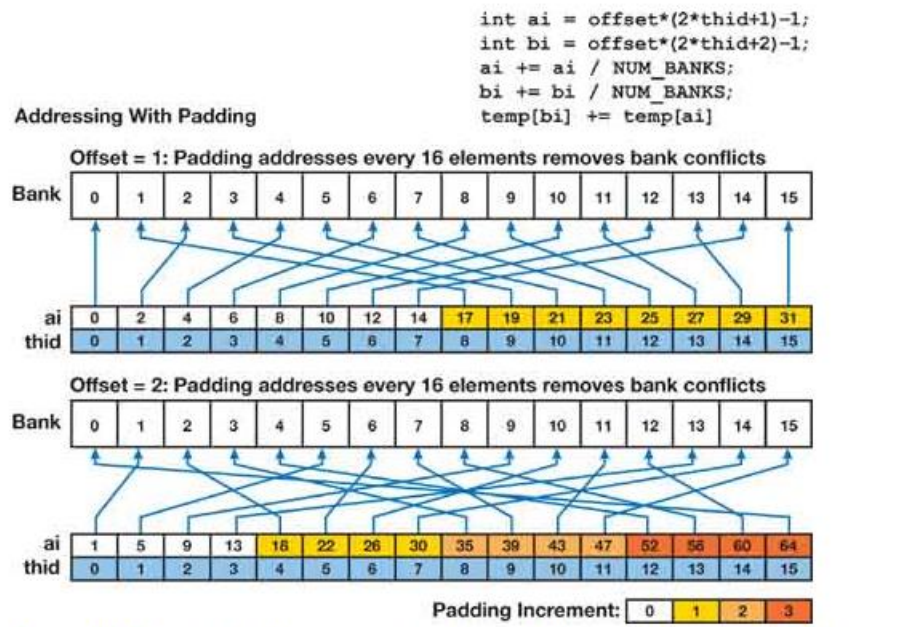 int ai = offset*(2*thid+1)-1;
int bi = offset*(2*thid+2)-1;
ai += ai / NUM_BANKS;
bi += bi / NUM_BANKS;
temp[bi] += temp[ai]
Addressing With Padding
Offset = 1: Padding addresses every 16 elements removes bank conflicts
Bank 0 1 2 3 4 5 6 7 8 9 10 11 12 13 14 15
ai 0 2 4 6 8 10 12 14 17 19 21 23 25 27 29 31
thid 0 1 2 3 4 5 6 7 8 9 10 11 12 13 14 15
Offset = 2: Padding addresses every 16 elements removes bank conflicts
Bank 0 1 2 3 4 5 6 7 8 9 10 11 12 13 14 15
ai 1 5 9 13 18 22 26 30 35 39 43 47 52 56 60 64
thid 0 1 2 3 4 5 6 7 8 9 10 11 12 13 14 15
Padding Increment: 0 1 2 3